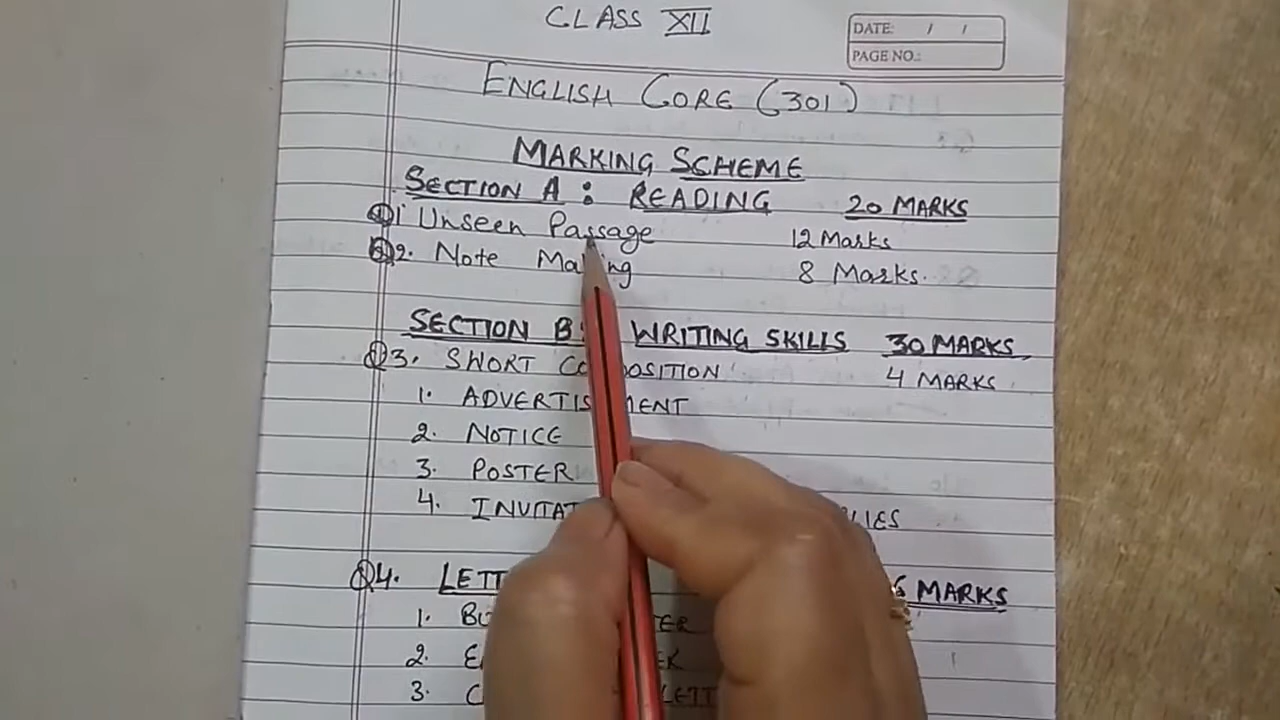 CLASS XII
DATE: / /
PAGE NO.:
ENGLISH CORE (301)
MARKING SCHEME
SECTION A : READING 20 MARKS
Q1 Unseen Passage 12 Marks
Q2. Note 8 Marks.
SECTION B: WRITING SKILLS 30 MARKS
Q3. SHORT 4 MARKS
1. ADVERTISEMENT
2. NOTICE
3. POSTER
4.
Q4. 6 MARKS
1.
2.
3.